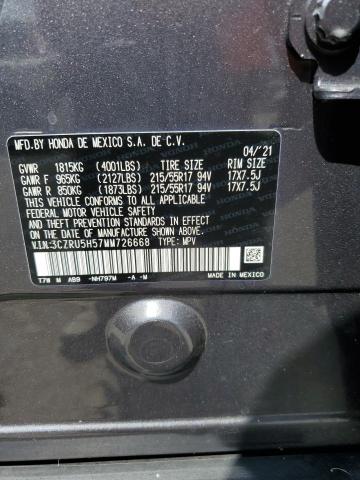 MFD.BY HONDA DE MEXICO S.A. DE C.V. 04/'21
GVWR 1815KG (4001LBS) TIRE SIZE RIM SIZE
GAWR F 965KG (2127LBS) 215/55R17 94V 17X7.5J
GAWR R 850KG (1873LBS) 215/55R17 94V 17X7.5J
THIS VEHICLE CONFORMS TO ALL APPLICABLE
FEDERAL MOTOR VEHICLE SAFETY, BUMPER,
AND THEFT PREVENTION STANDARDS IN EFFECT
ON THE DATE OF MANUFACTURE SHOWN ABOVE.
V.I.N:3CZRU5H57MM726668 TYPE: MPV
T7W M AB9 -NH797M -A -M
MADE IN MEXICO